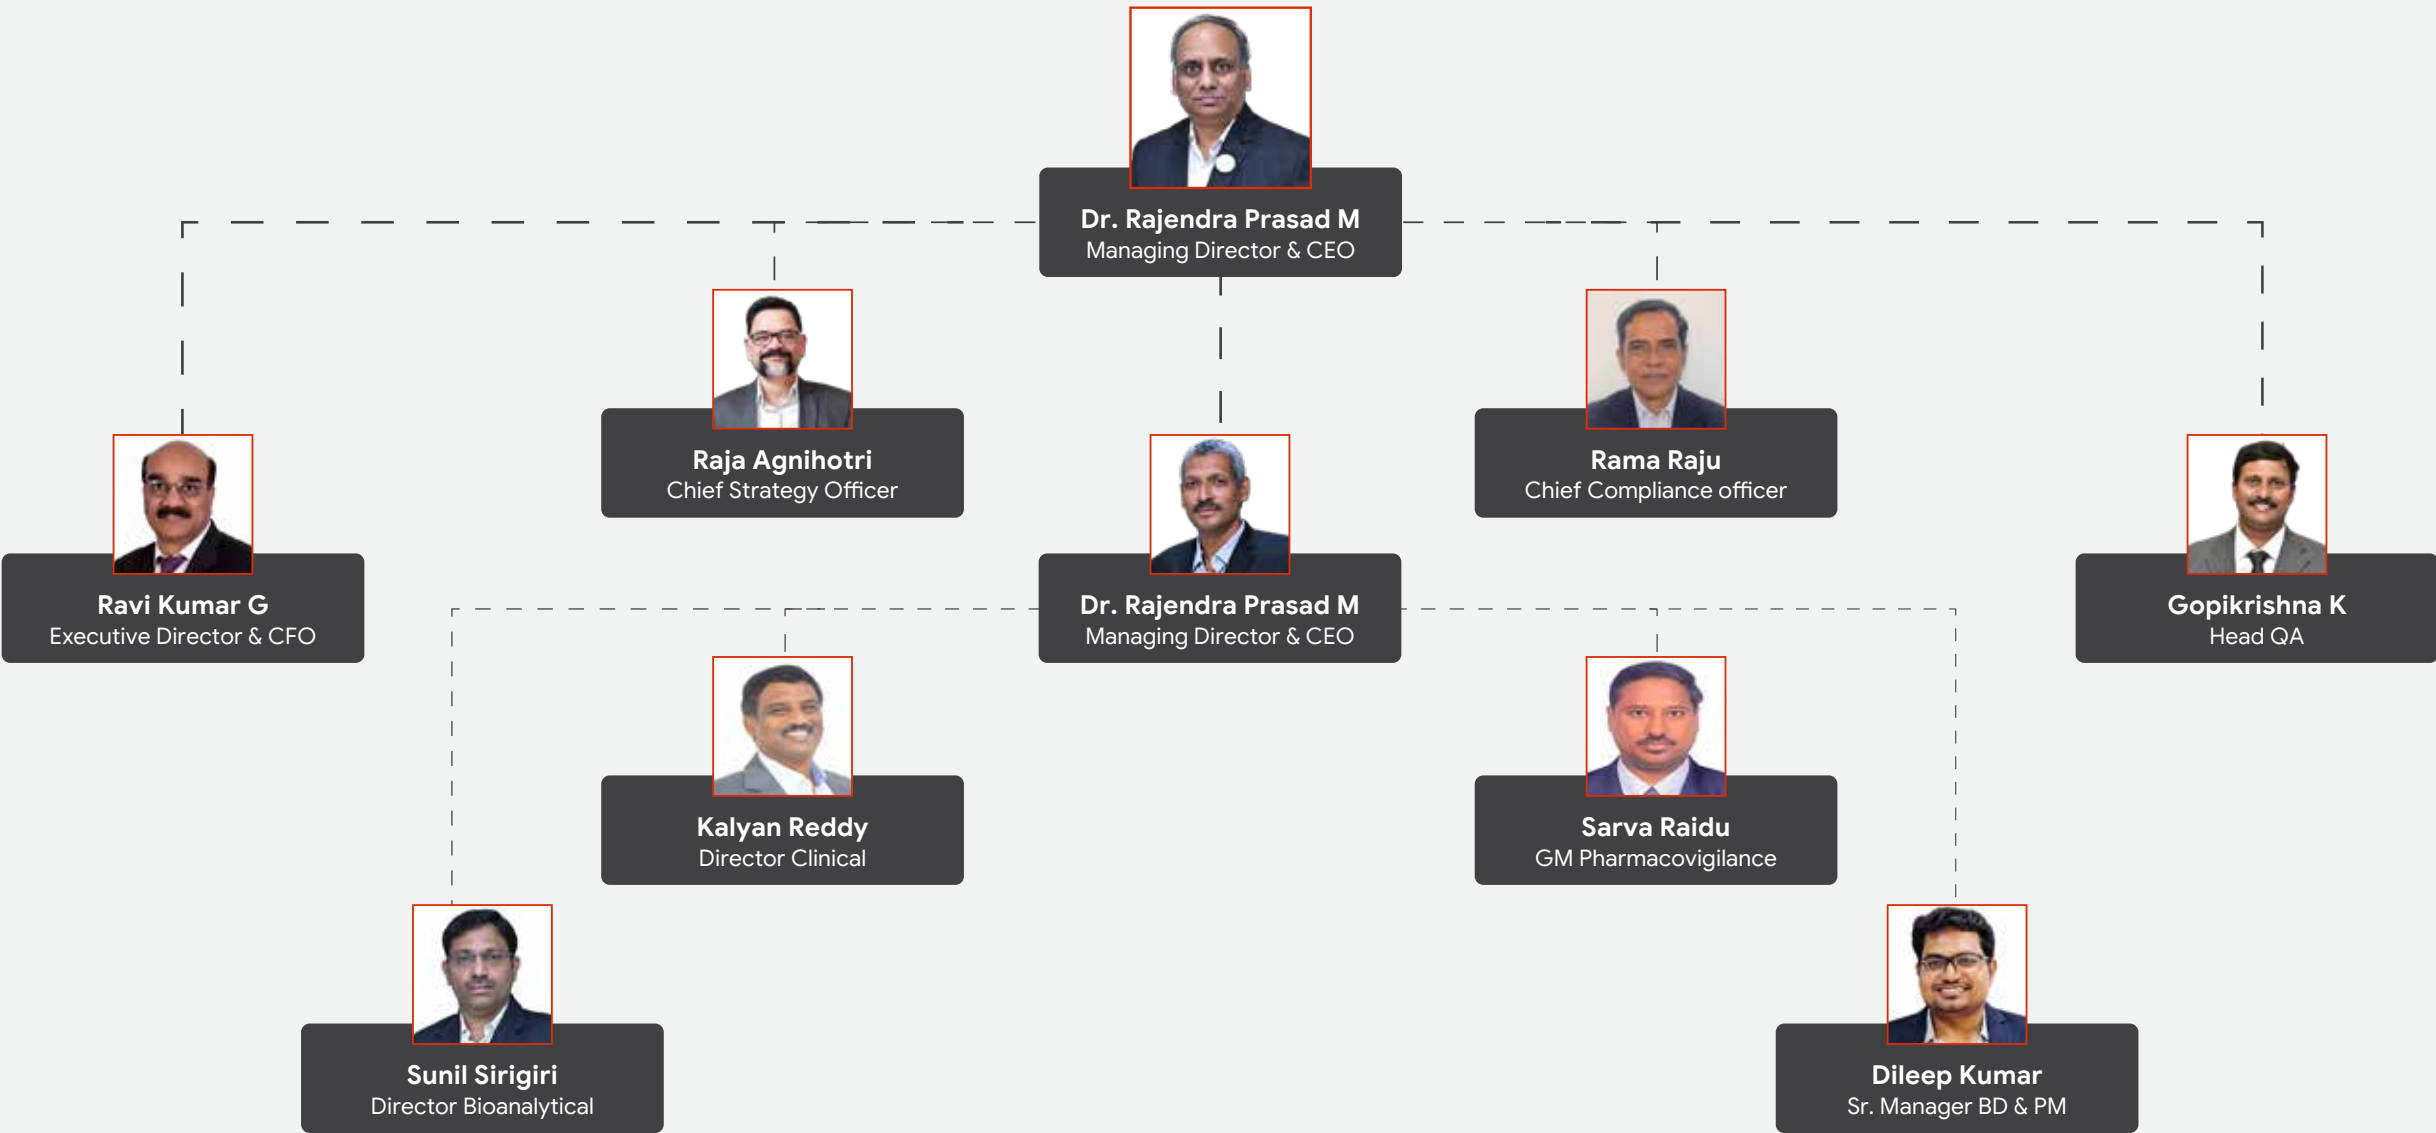 Dr. Rajendra Prasad M
Managing Director & CEO
Raja Agnihotri
Chief Strategy Officer
Rama Raju
Chief Compliance officer
Ravi Kumar G
Executive Director & CFO
Dr. Rajendra Prasad M
Managing Director & CEO
Gopikrishna K
Head QA
Kalyan Reddy
Director Clinical
Sarva Raidu
GM Pharmacovigilance
Sunil Sirigiri
Director Bioanalytical
Dileep Kumar
Sr. Manager BD & PM